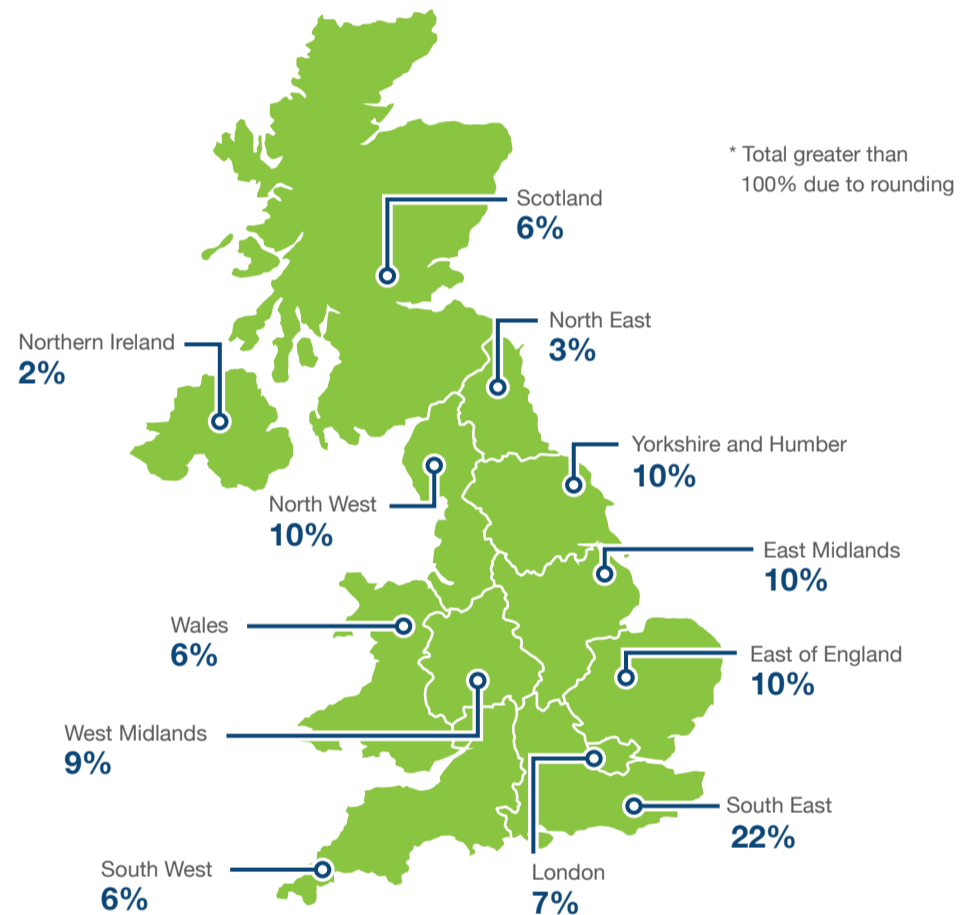 * Total greater than
100% due to rounding
Scotland
6%
North East
3%
Northern Ireland
2%
Yorkshire and Humber
10%
North West
10%
East Midlands
10%
Wales
6%
East of England
10%
West Midlands
9%
South East
22%
South West
6%
London
7%